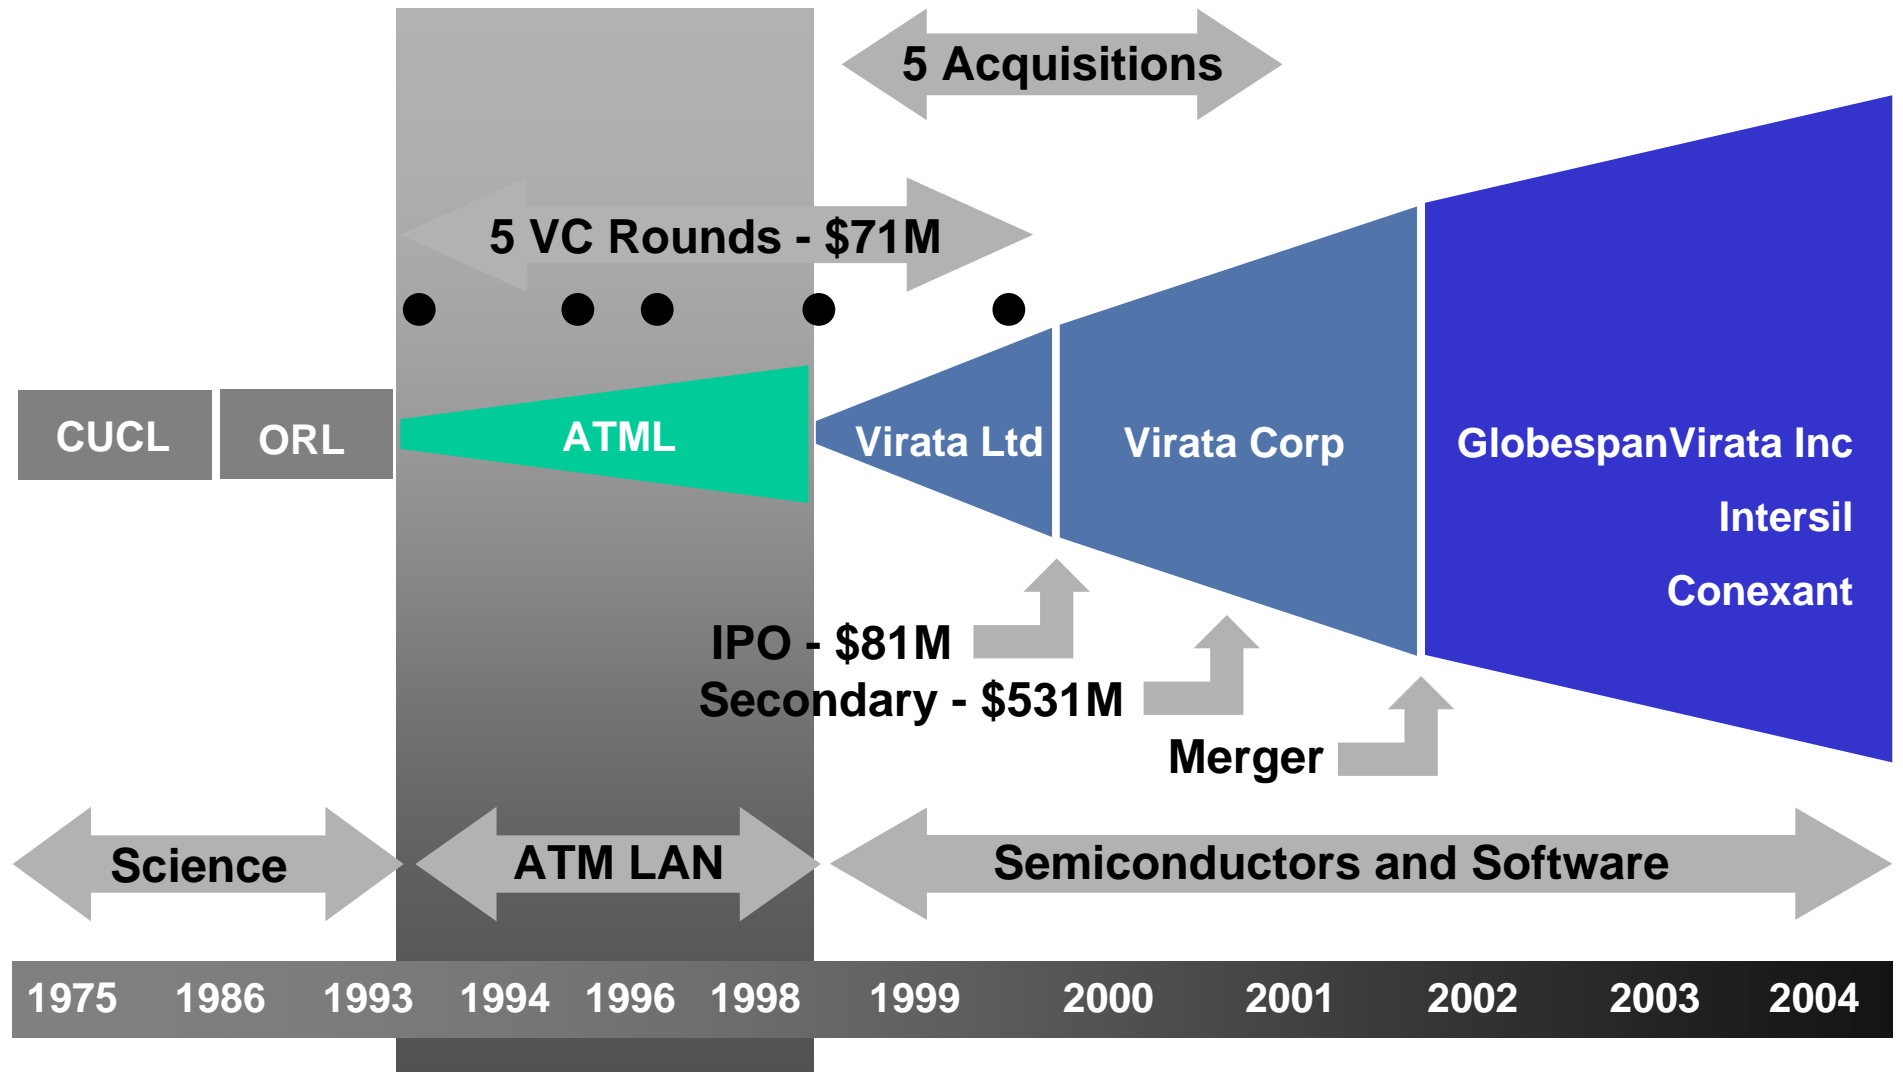 5 Acquisitions
5 VC Rounds - $71M
CUCL
ORL
ATML
Virata Ltd
Virata Corp
GlobespanVirata Inc
Intersil
Conexant
IPO - $81M
Secondary - $531M
Merger
Science
ATM LAN
Semiconductors and Software
1975 1986 1993 1994 1996 1998 1999 2000 2001 2002 2003 2004